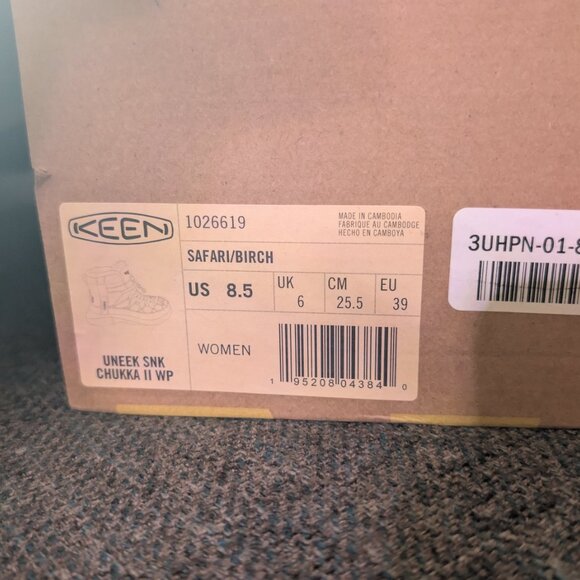 KEEN
1026619
MADE IN CAMBODIA
FABRIQUE AU CAMBODGE
HECHO EN CAMBOYA
SAFARI/BIRCH
US 8.5
UK 6
CM 25.5
EU 39
UNEEK SNK
CHUKKA II WP
WOMEN
1 95208 04384 0
3UHPN-01-8